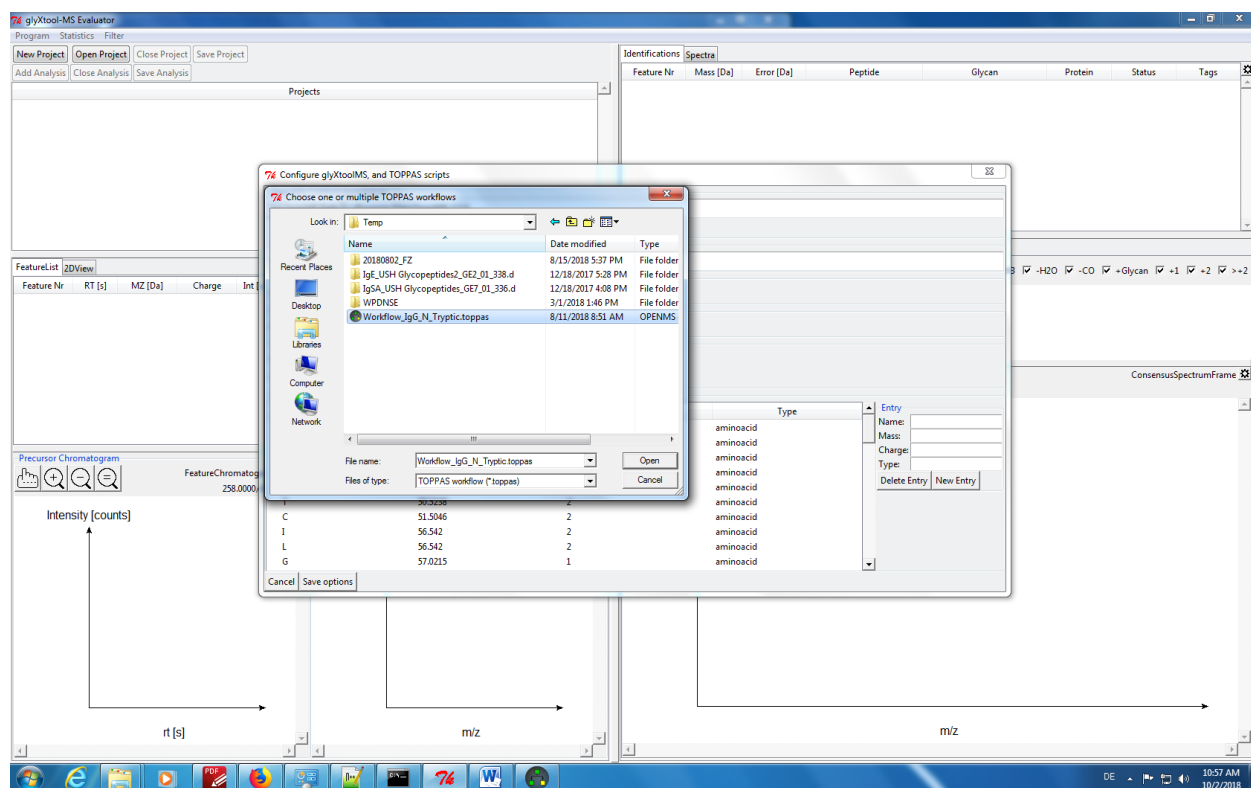 glyXtool-MS Evaluator
Program Statistics Filter
New Project Open Project Close Project Save Project
Add Analysis Close Analysis Save Analysis
Projects
Identifications Spectra
Feature Nr Mass [Da] Error [Da] Peptide Glycan Protein Status Tags
Configure glyXtoolMS, and TOPPAS scripts
Choose one or multiple TOPPAS workflows
Look in: Temp
Name Date modified Type
Recent Places
Desktop
Libraries
Computer
Network
20180802_FZ 8/15/2018 5:37 PM File folder
IgE_USH Glycopeptides2_GE2_01_338.d 12/18/2017 5:28 PM File folder
IgSA_USH Glycopeptides_GE7_01_336.d 12/18/2017 4:08 PM File folder
WPDNSE 3/1/2018 1:46 PM File folder
Workflow_IgG_N_Tryptic.toppas 8/11/2018 8:51 AM OPENMS
File name: Workflow_IgG_N_Tryptic.toppas Open
Files of type: TOPPAS workflow (*.toppas) Cancel
FeatureList 2DView
Feature Nr RT [s] MZ [Da] Charge Int [
-H2O -CO +Glycan +1 +2 >+2
ConsensusSpectrumFrame
Type
aminoacid
aminoacid
aminoacid
aminoacid
aminoacid
T 50.5238 2 aminoacid
C 51.5046 2 aminoacid
I 56.542 2 aminoacid
L 56.542 2 aminoacid
G 57.0215 1 aminoacid
Entry
Name:
Mass:
Charge:
Type:
Delete Entry New Entry
Cancel Save options
Precursor Chromatogram
FeatureChromatog
258.0000
Intensity [counts]
rt [s]
m/z
m/z
PDF
DE
10:57 AM
10/2/2018